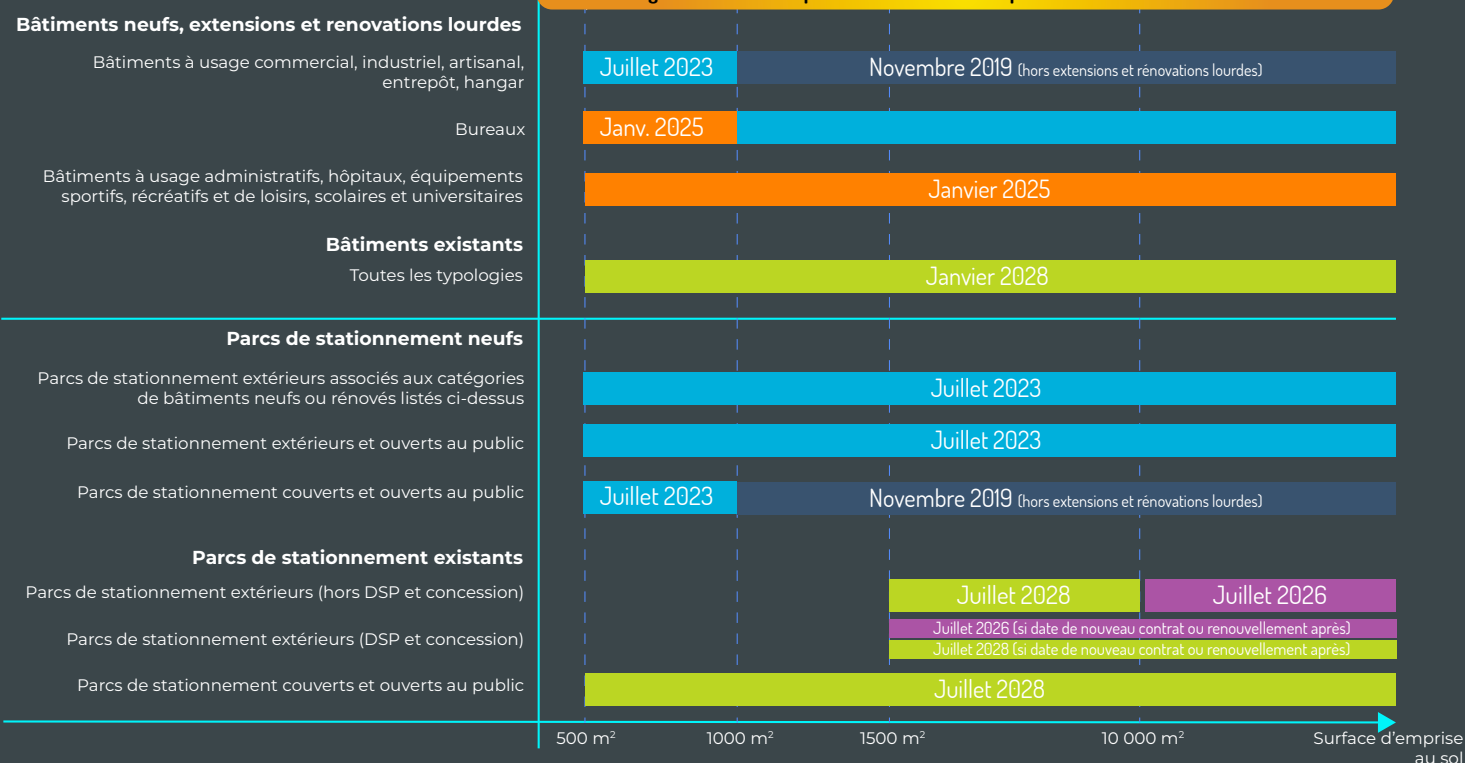 Bâtiments neufs, extensions et renovations lourdes
Bâtiments à usage commercial, industriel, artisanal,
entrepôt, hangar
Juillet 2023
Novembre 2019 (hors extensions et rénovations lourdes)
Bureaux
Janv. 2025
Bâtiments à usage administratifs, hôpitaux, équipements
sportifs, récréatifs et de loisirs, scolaires et universitaires
Janvier 2025
Bâtiments existants
Toutes les typologies
Janvier 2028
Parcs de stationnement neufs
Parcs de stationnement extérieurs associés aux catégories
de bâtiments neufs ou rénovés listés ci-dessus
Juillet 2023
Parcs de stationnement extérieurs et ouverts au public
Juillet 2023
Parcs de stationnement couverts et ouverts au public
Juillet 2023
Novembre 2019 (hors extensions et rénovations lourdes)
Parcs de stationnement existants
Parcs de stationnement extérieurs (hors DSP et concession)
Juillet 2028
Juillet 2026
Parcs de stationnement extérieurs (DSP et concession)
Juillet 2026 (si date de nouveau contrat ou renouvellement après)
Juillet 2028 (si date de nouveau contrat ou renouvellement après)
Parcs de stationnement couverts et ouverts au public
Juillet 2028
500 m²
1000 m²
1500 m²
10 000 m²
Surface d'emprise
au sol